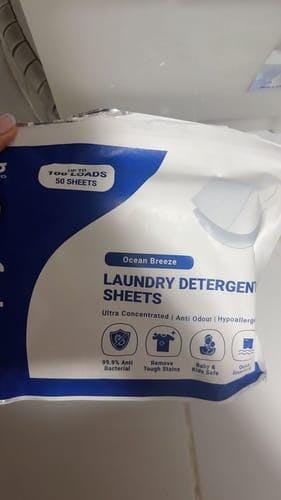 UP TO
100 LOADS
50 SHEETS
Ocean Breeze
LAUNDRY DETERGENT
SHEETS
Ultra Concentrated | Anti Odour | Hypoallerge
99.9% Anti
Bacterial
Remove
Tough Stains
Baby &
Kids Safe